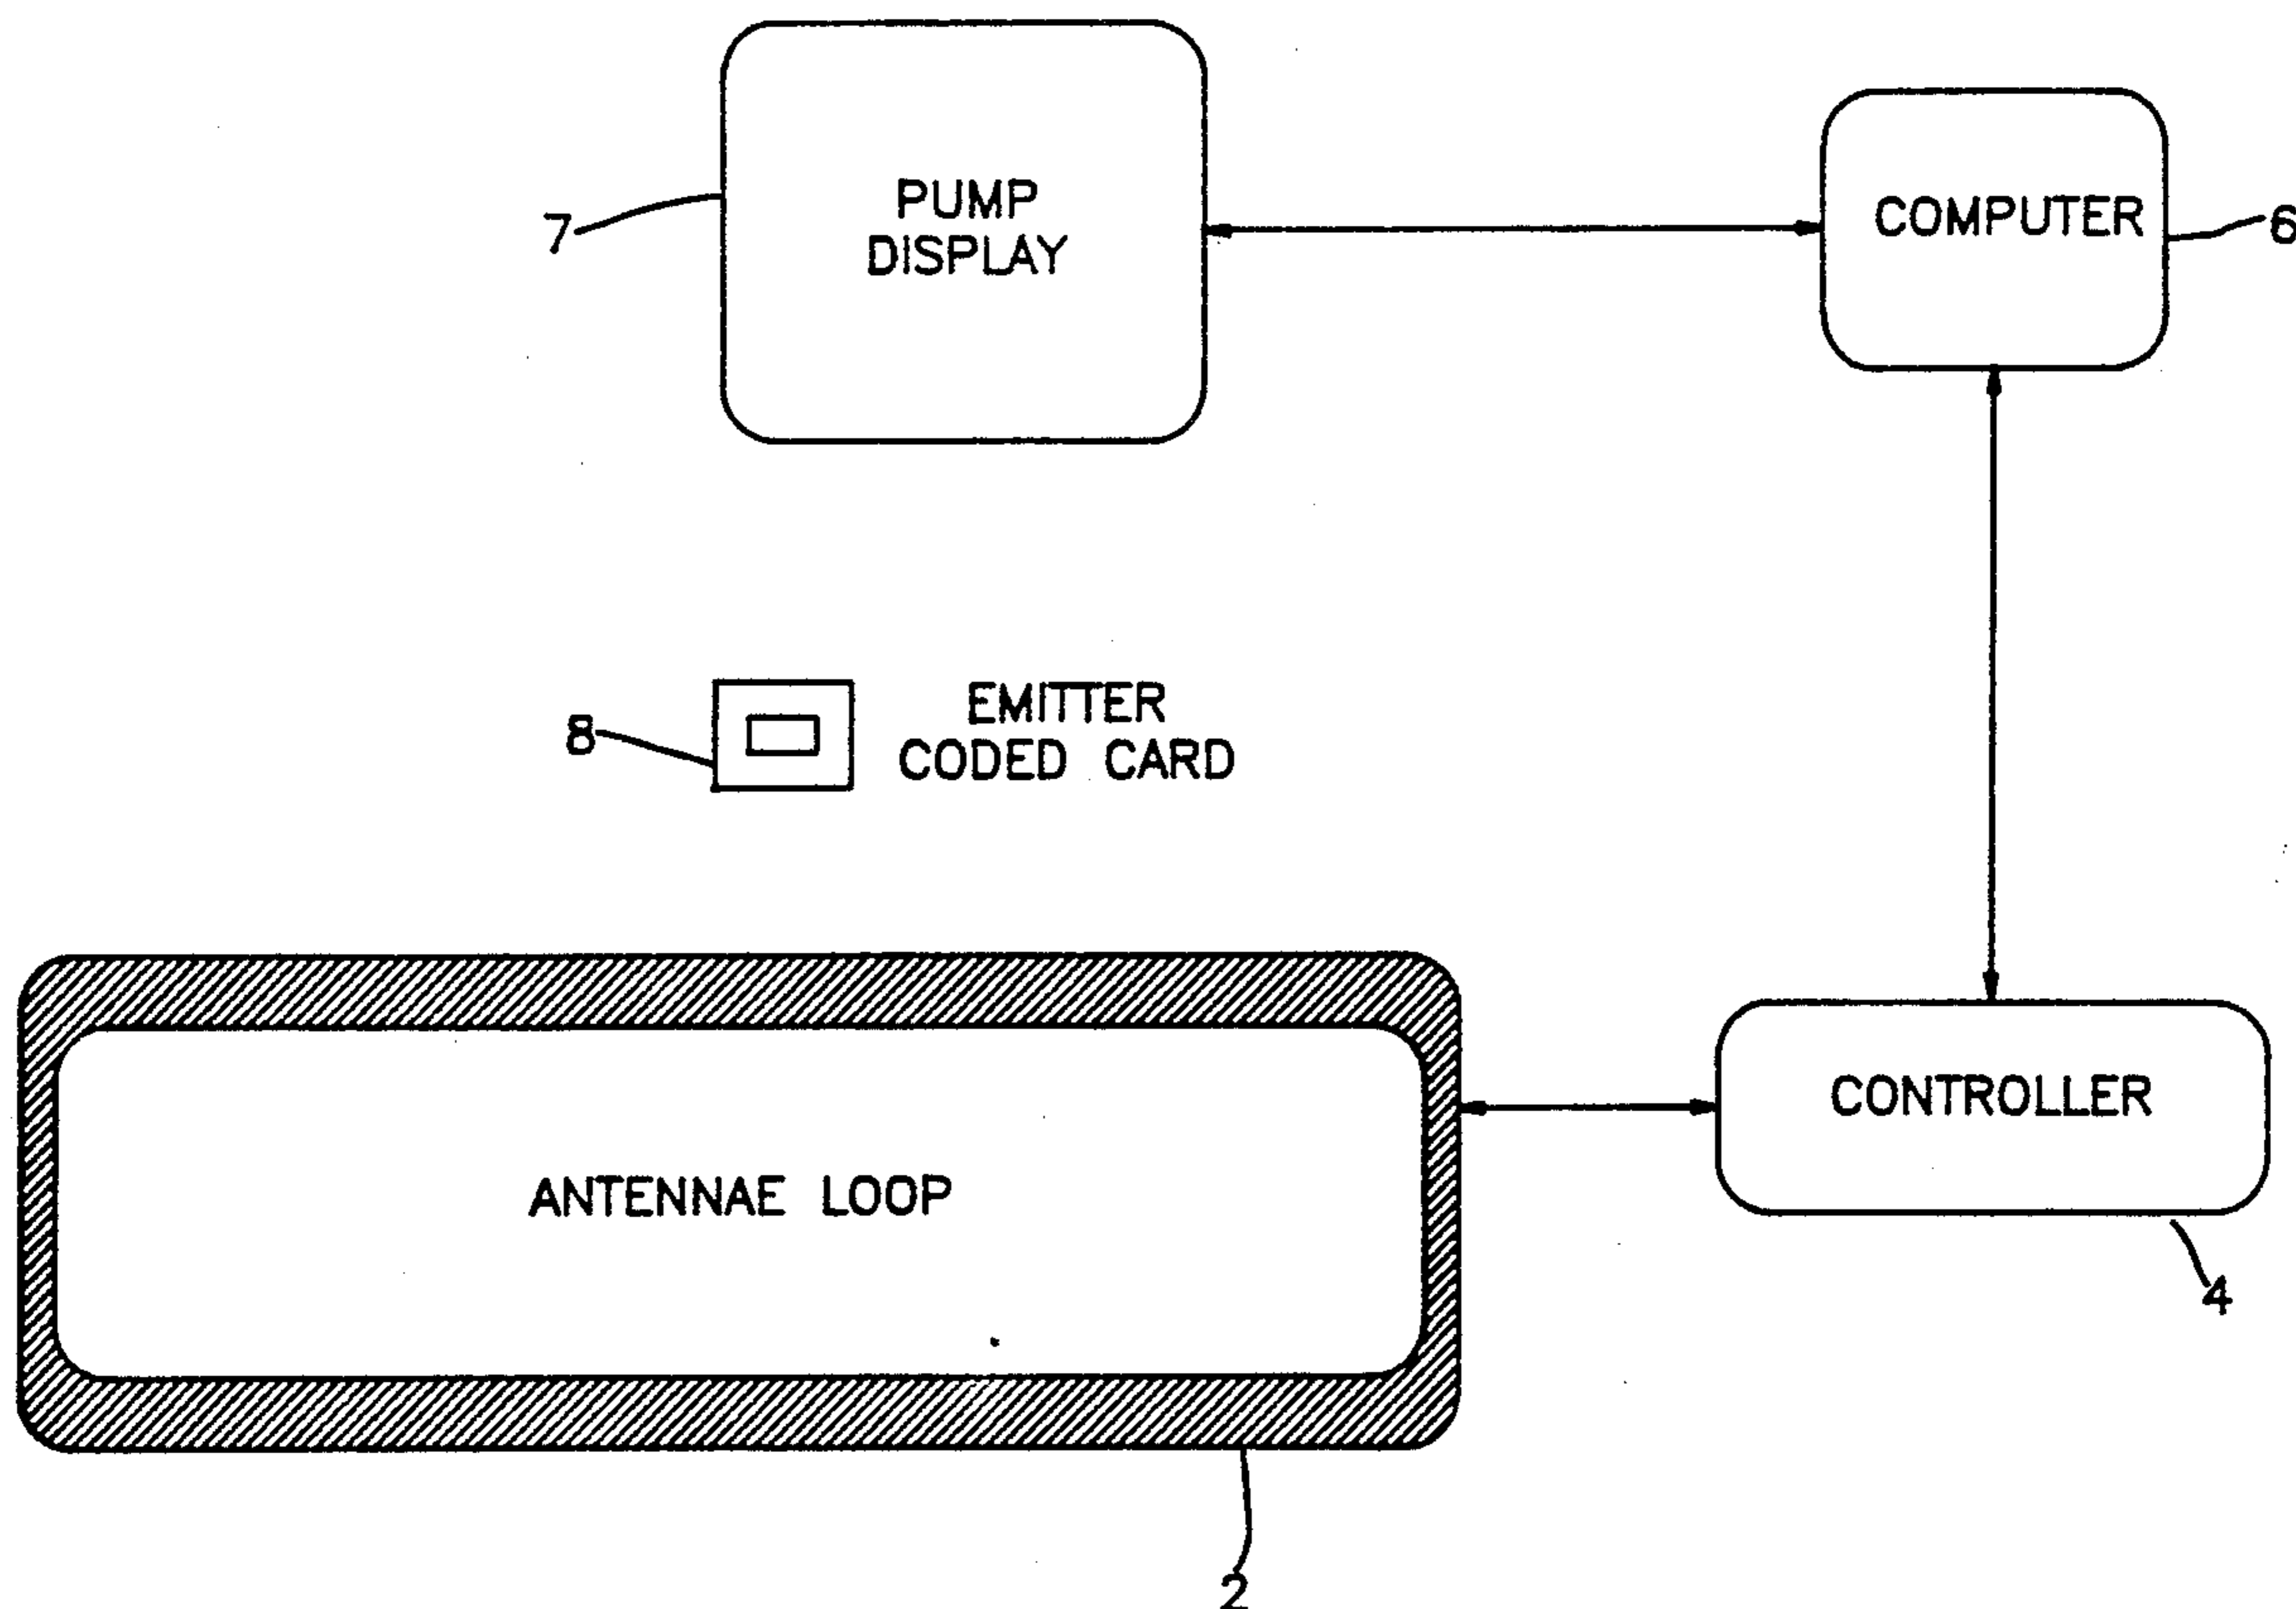 PUMP
DISPLAY
7
COMPUTER
6
EMITTER
CODED CARD
8
ANTENNAE LOOP
CONTROLLER
4
2